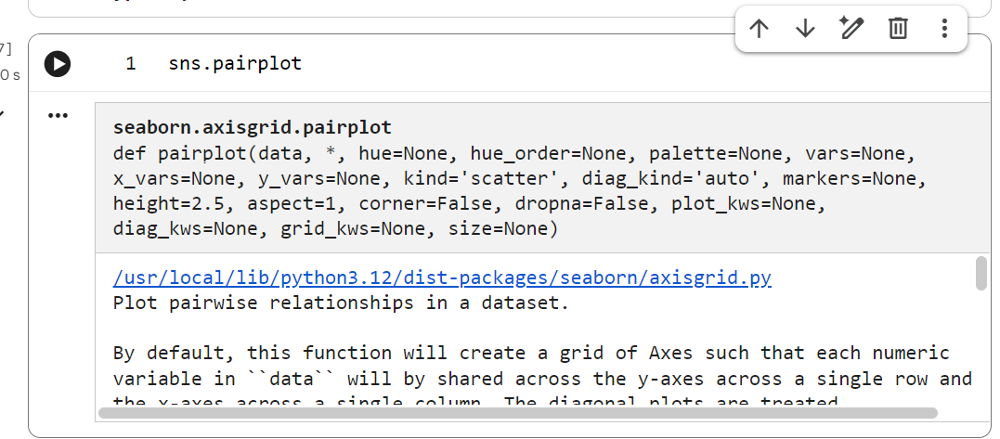 7]
0 s
1 sns.pairplot
seaborn.axisgrid.pairplot
def pairplot(data, *, hue=None, hue_order=None, palette=None, vars=None,
x_vars=None, y_vars=None, kind='scatter', diag_kind='auto', markers=None,
height=2.5, aspect=1, corner=False, dropna=False, plot_kws=None,
diag_kws=None, grid_kws=None, size=None)
/usr/local/lib/python3.12/dist-packages/seaborn/axisgrid.py
Plot pairwise relationships in a dataset.
By default, this function will create a grid of Axes such that each numeric
variable in ``data`` will by shared across the y-axes across a single row and
the x-axes across a single column. The diagonal plots are treated